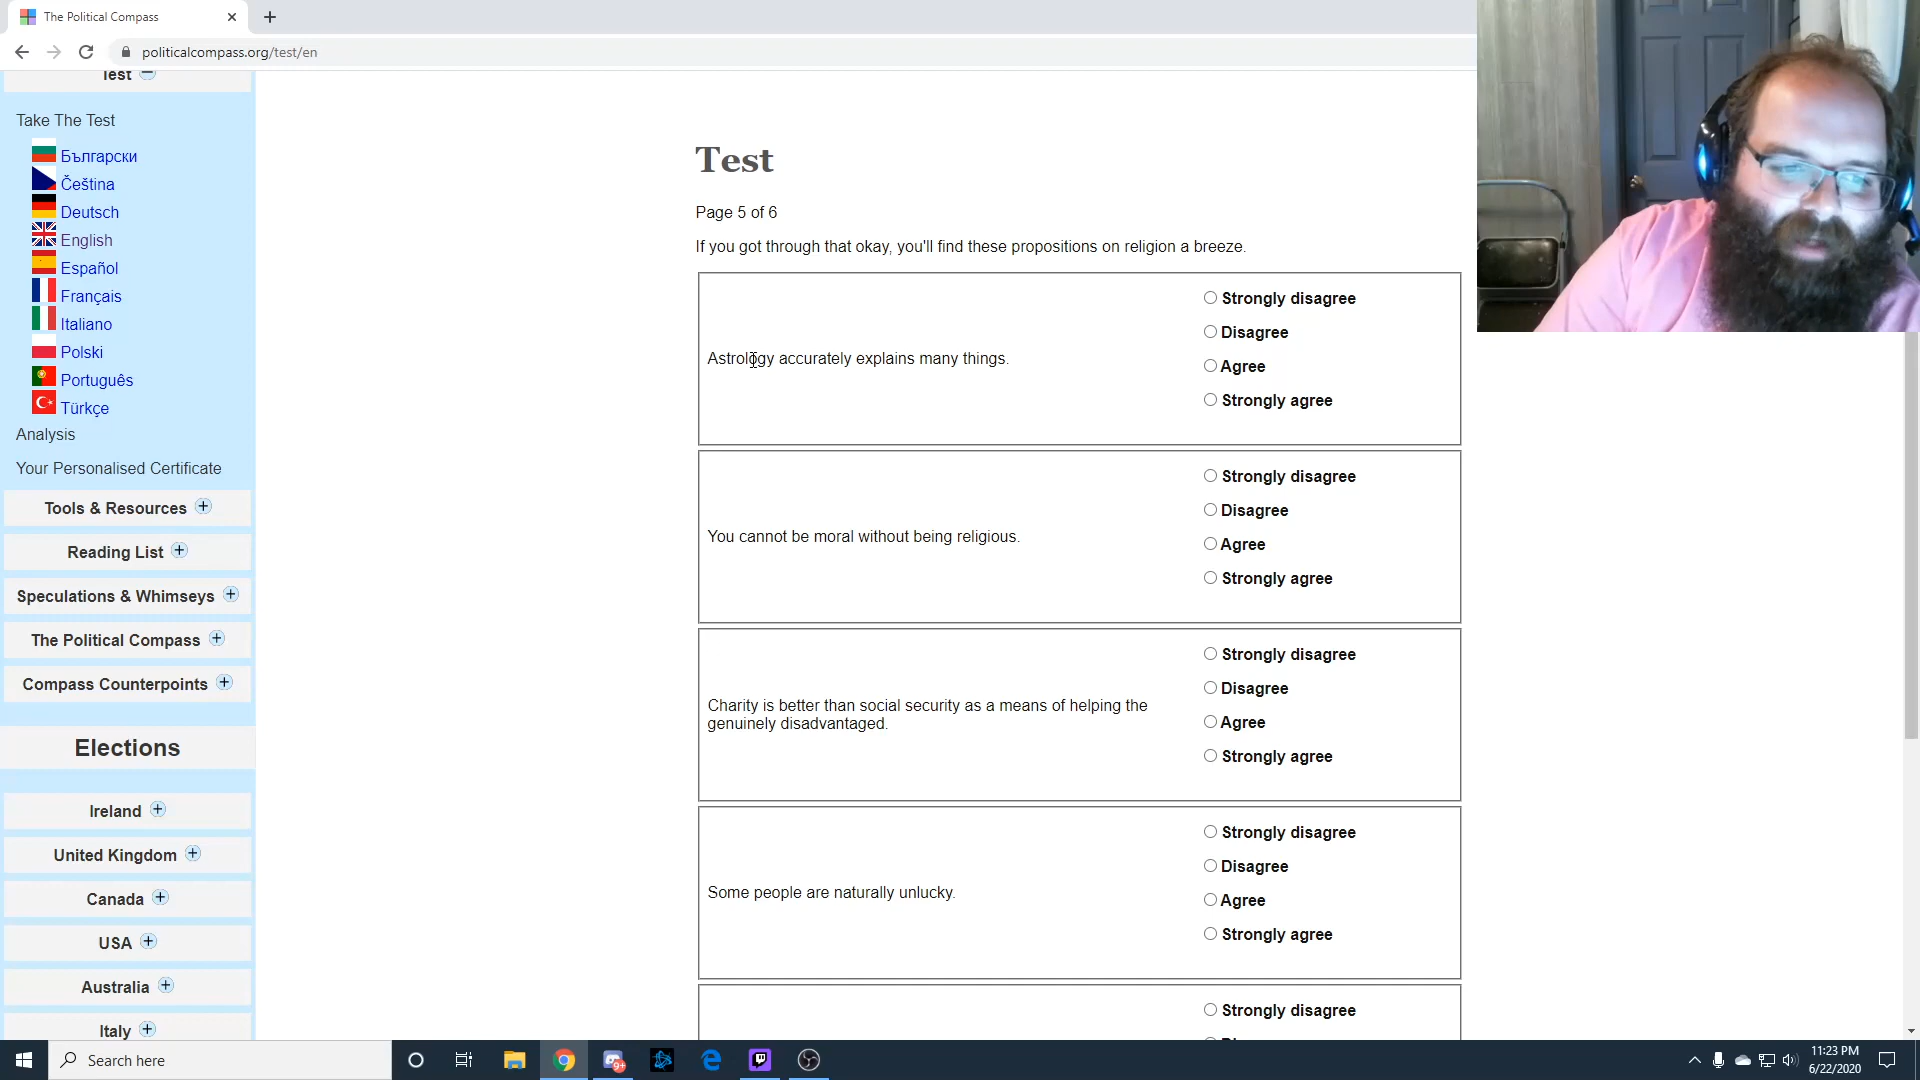 The Political Compass
politicalcompass.org/test/en
Test
Take The Test
Български
Čeština
Deutsch
English
Español
Français
Italiano
Polski
Português
Türkçe
Analysis
Your Personalised Certificate
Tools & Resources
Reading List
Speculations & Whimseys
The Political Compass
Compass Counterpoints
Elections
Ireland
United Kingdom
Canada
USA
Australia
Italy
Test
Page 5 of 6
If you got through that okay, you'll find these propositions on religion a breeze.
Astrology accurately explains many things.
Strongly disagree
Disagree
Agree
Strongly agree
You cannot be moral without being religious.
Strongly disagree
Disagree
Agree
Strongly agree
Charity is better than social security as a means of helping the
genuinely disadvantaged.
Strongly disagree
Disagree
Agree
Strongly agree
Some people are naturally unlucky.
Strongly disagree
Disagree
Agree
Strongly agree
Strongly disagree
Search here
9+
11:23 PM
6/22/2020